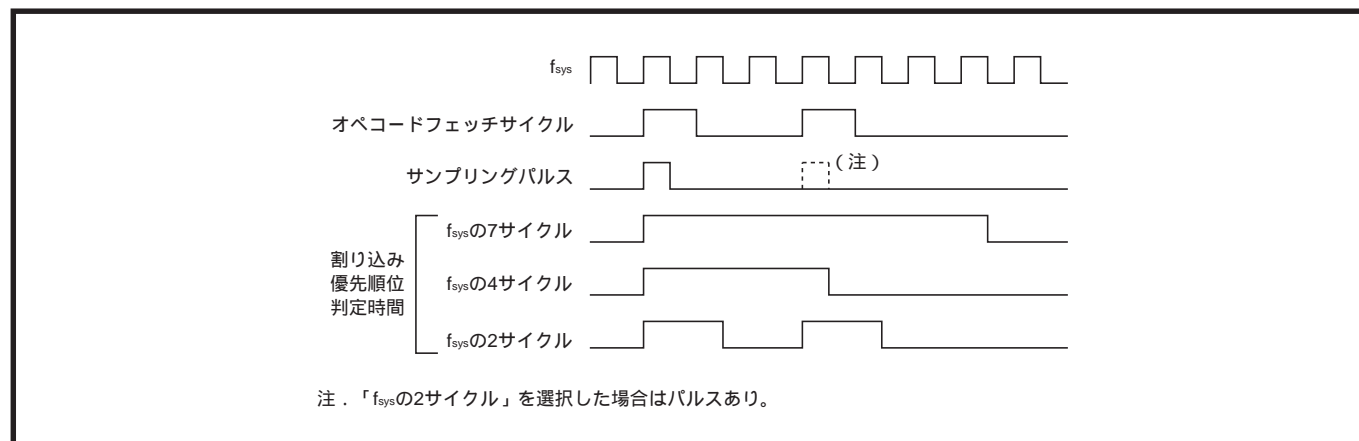 fsys
オペコードフェッチサイクル
サンプリングパルス
(注)
fsysの7サイクル
割り込み
優先順位
判定時間
fsysの4サイクル
fsysの2サイクル
注.「fsysの2サイクル」を選択した場合はパルスあり。